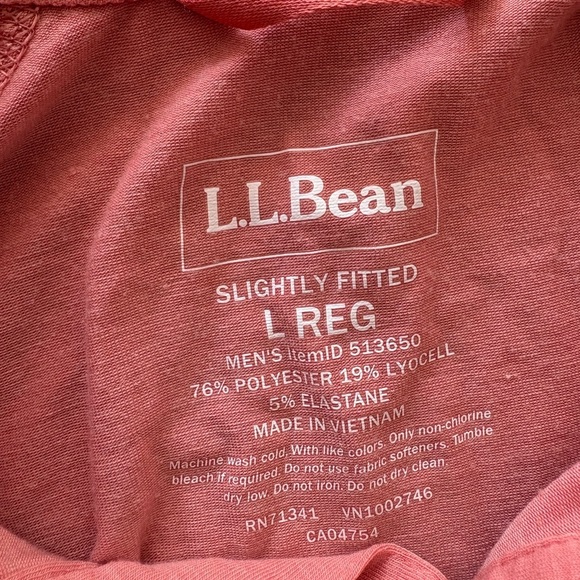 L.L.Bean
SLIGHTLY FITTED
L REG
MEN'S ItemID 513650
76% POLYESTER 19% LYOCELL
5% ELASTANE
MADE IN VIETNAM
Machine wash cold, With like colors. Only non-chlorine
bleach if required. Do not use fabric softeners. Tumble
dry low. Do not iron. Do not dry clean.
RN71341 VN1002746
CA04754